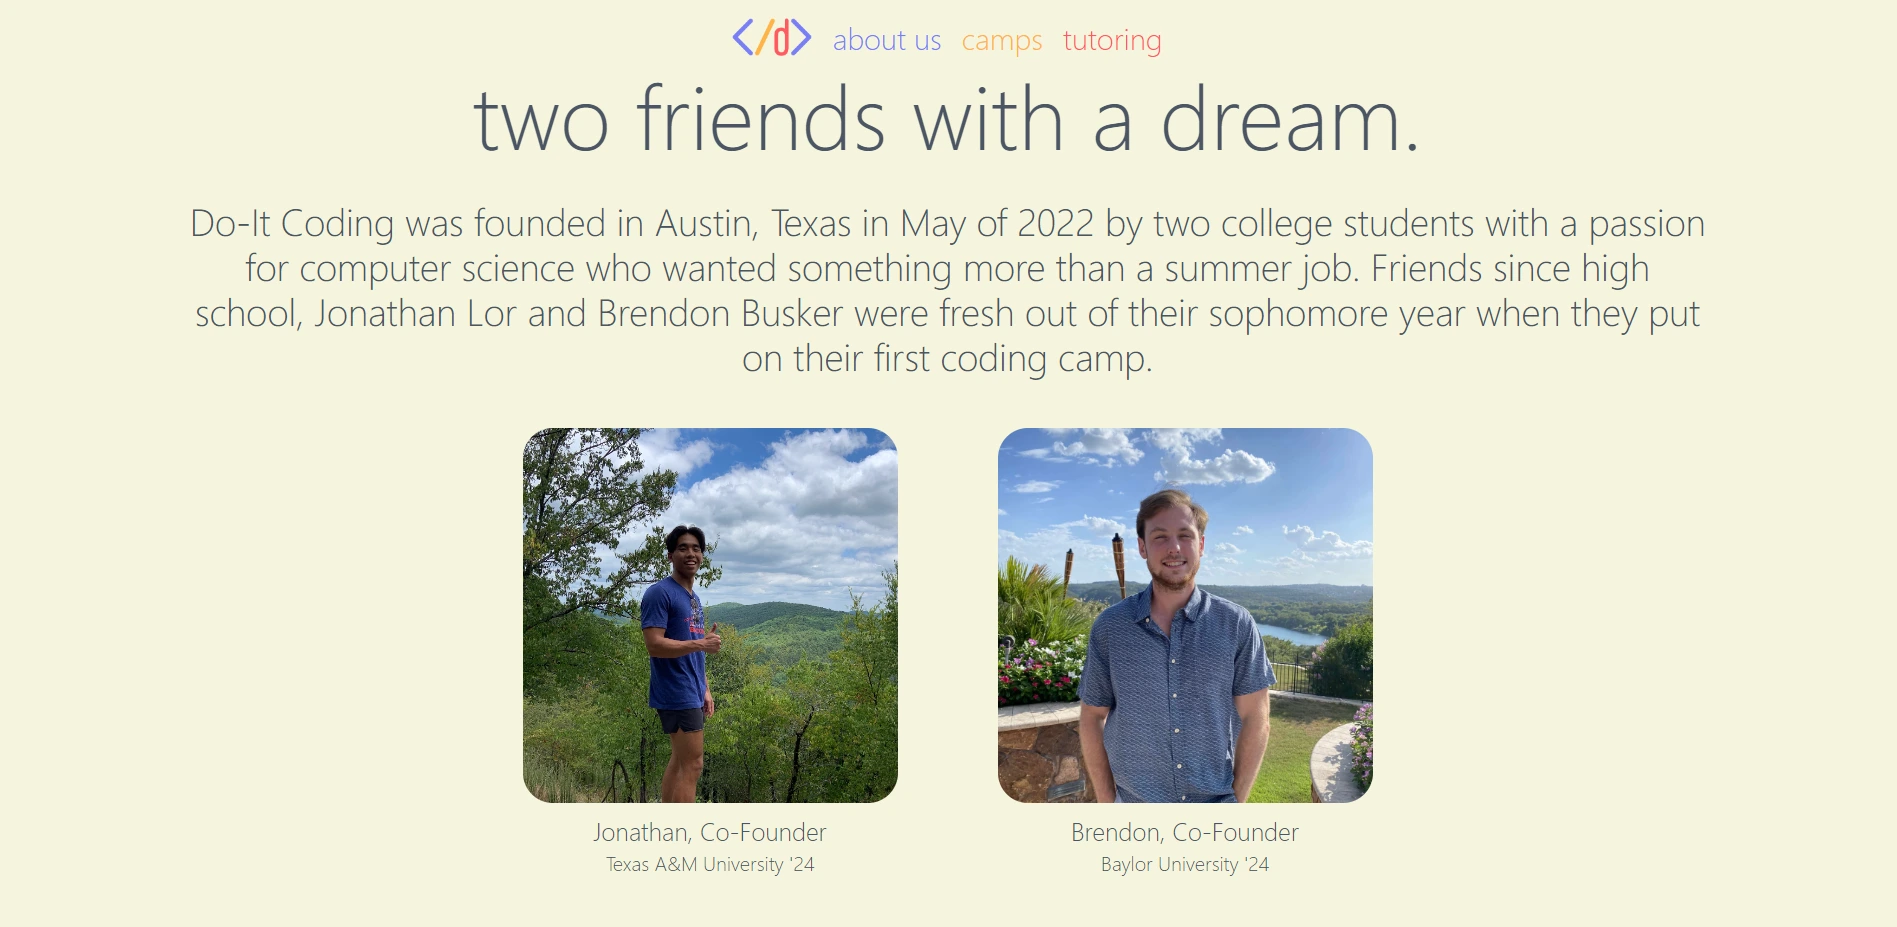 </d> about us camps tutoring
two friends with a dream.
Do-It Coding was founded in Austin, Texas in May of 2022 by two college students with a passion
for computer science who wanted something more than a summer job. Friends since high
school, Jonathan Lor and Brendon Busker were fresh out of their sophomore year when they put
on their first coding camp.
Jonathan, Co-Founder
Texas A&M University '24
Brendon, Co-Founder
Baylor University '24